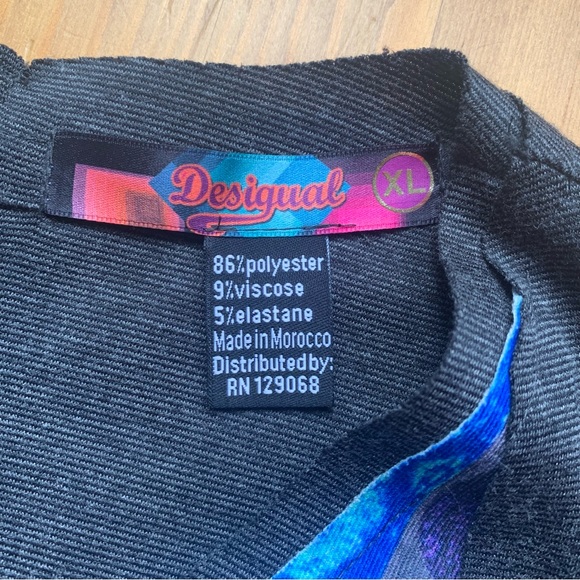 Desigual XL
86%polyester
9%viscose
5%elastane
Made in Morocco
Distributed by:
RN 129068